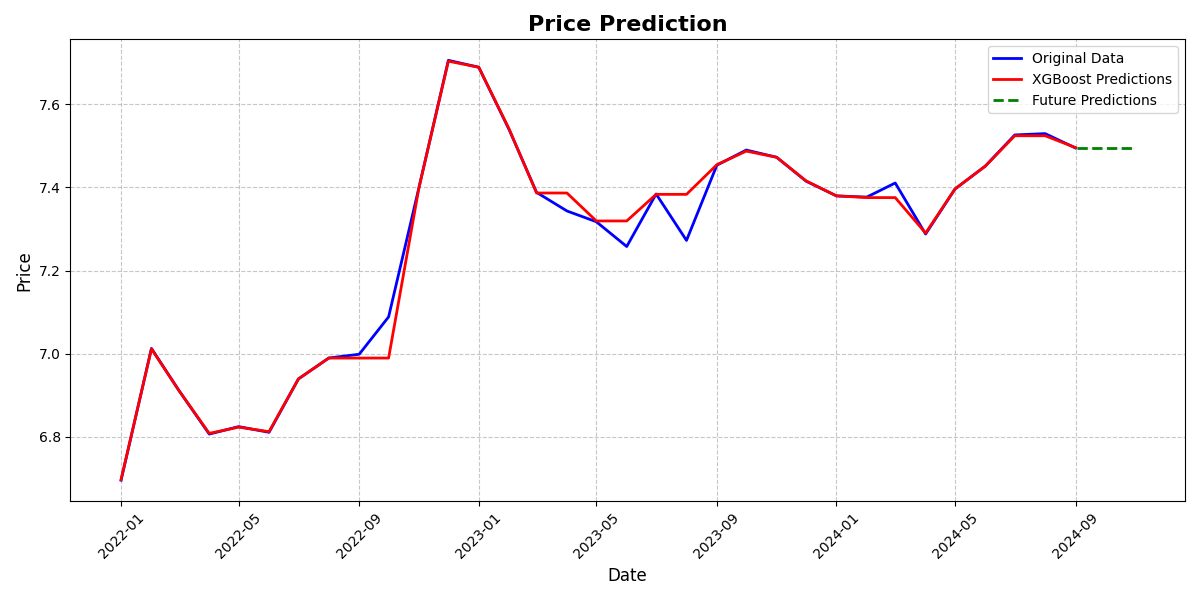 Price Prediction
Original Data
XGBoost Predictions
Future Predictions
7.6
7.4
7.2
7.0
6.8
Price
2022-01
2022-05
2022-09
2023-01
2023-05
2023-09
2024-01
2024-05
2024-09
Date